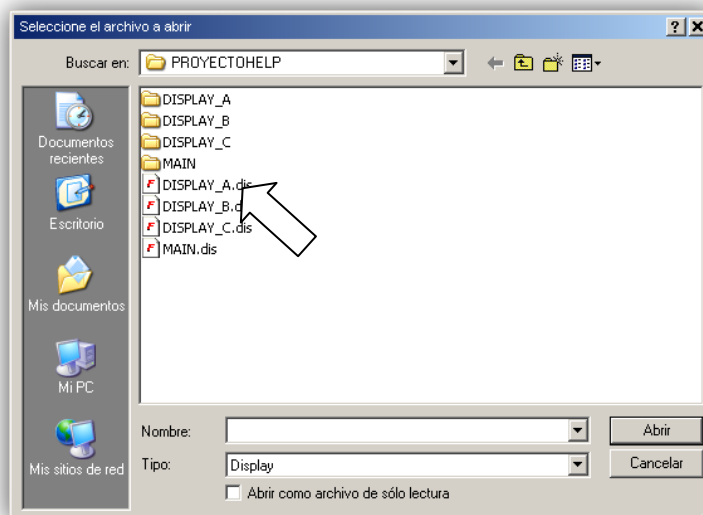 Seleccione el archivo a abrir
Buscar en: PROYECTOHELP
DISPLAY_A
DISPLAY_B
DISPLAY_C
MAIN
DISPLAY_A.dis
DISPLAY_B.d
DISPLAY_C.dis
MAIN.dis
Documentos
recientes
Escritorio
Mis documentos
Mi PC
Mis sitios de red
Nombre: Abrir
Tipo: Display Cancelar
Abrir como archivo de sólo lectura